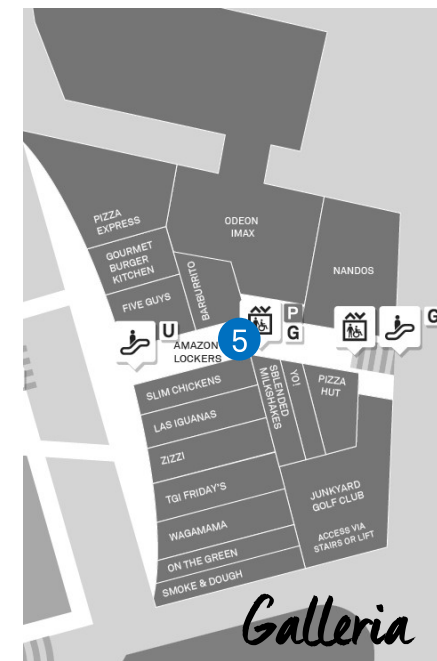 PIZZA
EXPRESS
ODEON
IMAX
GOURMET
BURGER
KITCHEN
BARBURRITO
NANDOS
FIVE GUYS
P
G
G
U
5
AMAZON
LOCKERS
SLIM CHICKENS
SBLENDED
MILKSHAKES
YO!
PIZZA
HUT
LAS IGUANAS
ZIZZI
TGI FRIDAY'S
JUNKYARD
GOLF CLUB
WAGAMAMA
ACCESS VIA
STAIRS OR LIFT
ON THE GREEN
SMOKE & DOUGH
Galleria